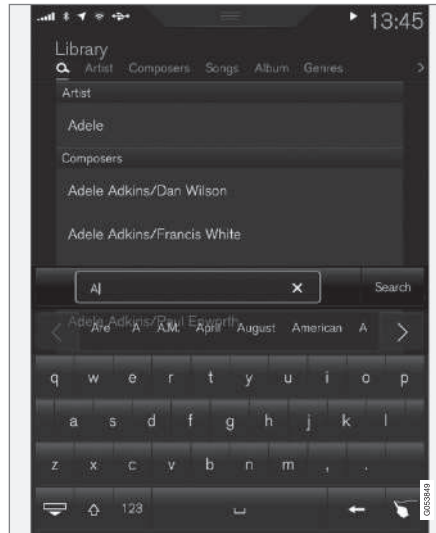 13:45
Library
Artist Composers Songs Album Genres
Artist
Adele
Composers
Adele Adkins/Dan Wilson
Adele Adkins/Francis White
A Search
Adele Adkins/Paul Epworth
Are A A.M. April August American A
q w e r t y u i o p
a s d f g h j k l
z x c v b n m , .
123
G053849